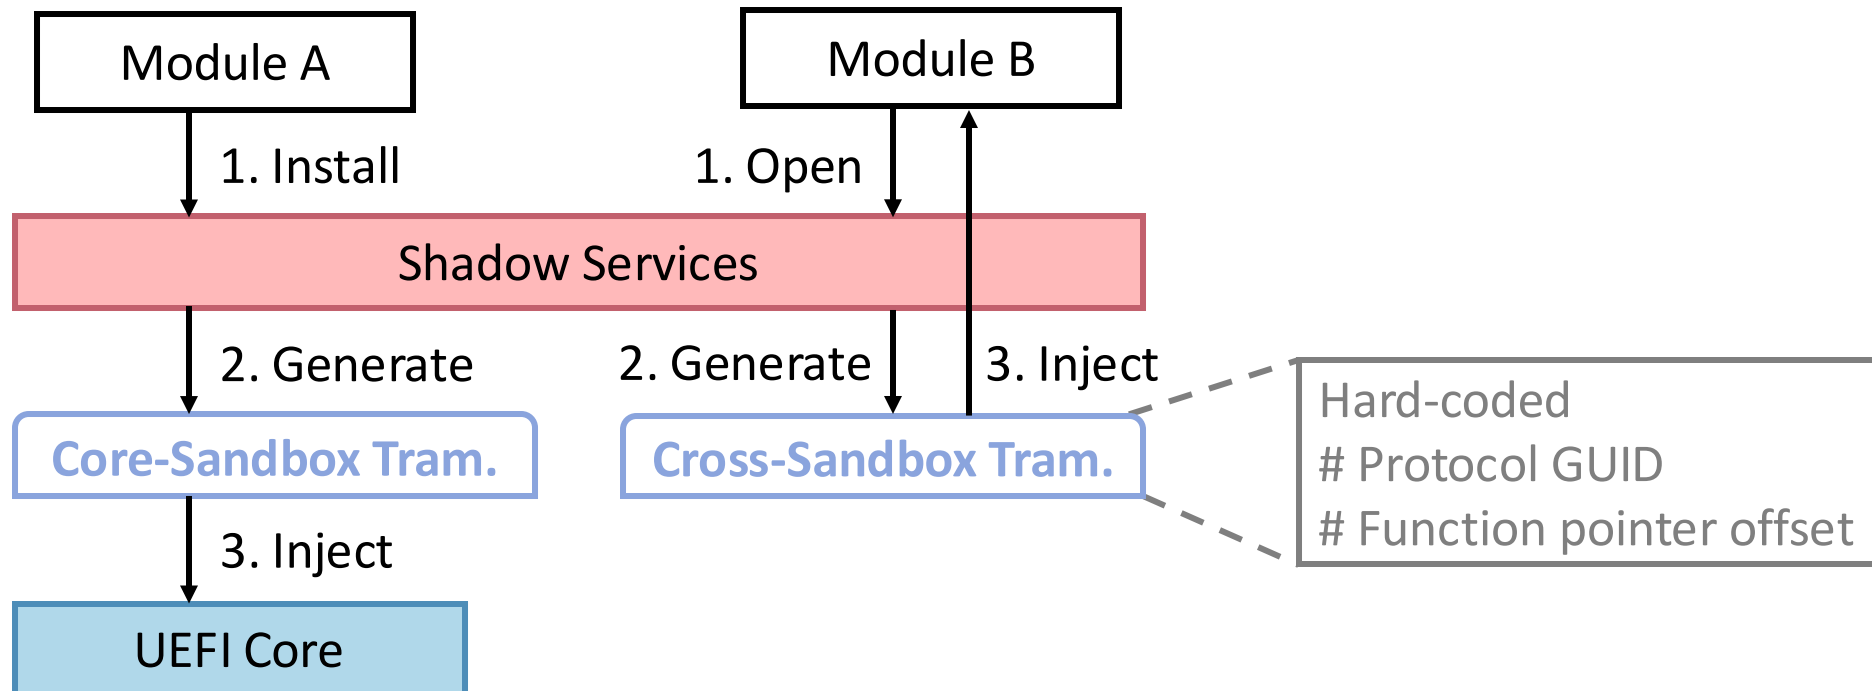 Module A
Module B
1. Install
1. Open
Shadow Services
2. Generate
2. Generate
3. Inject
Core-Sandbox Tram.
Cross-Sandbox Tram.
Hard-coded
# Protocol GUID
# Function pointer offset
3. Inject
UEFI Core